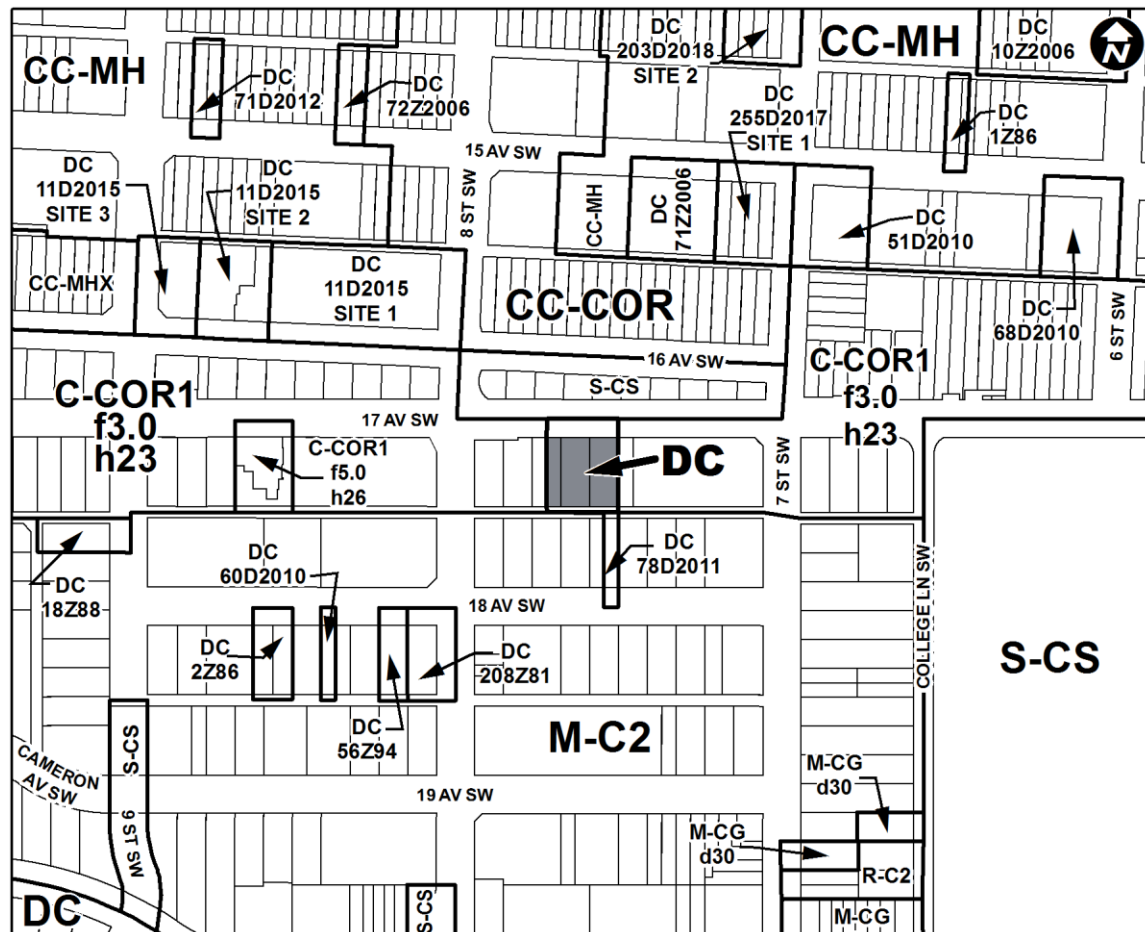 CC-MH
DC
71D2012
DC
72Z2006
DC
203D2018
SITE 2
CC-MH
DC
10Z2006
N
DC
255D2017
SITE 1
DC
1Z86
15 AV SW
8 ST SW
DC
11D2015
SITE 3
DC
11D2015
SITE 2
CC-MH
DC
71Z2006
DC
51D2010
CC-MHX
DC
11D2015
SITE 1
CC-COR
DC
68D2010
6 ST SW
16 AV SW
C-COR1
f3.0
h23
S-CS
C-COR1
f3.0
h23
17 AV SW
C-COR1
f5.0
h26
DC
7 ST SW
DC
18Z88
DC
60D2010
DC
78D2011
18 AV SW
COLLEGE LN SW
DC
2Z86
DC
208Z81
S-CS
DC
56Z94
M-C2
S-CS
CAMERON
AV SW
9 ST SW
19 AV SW
M-CG
d30
M-CG
d30
R-C2
DC
S-CS
M-CG